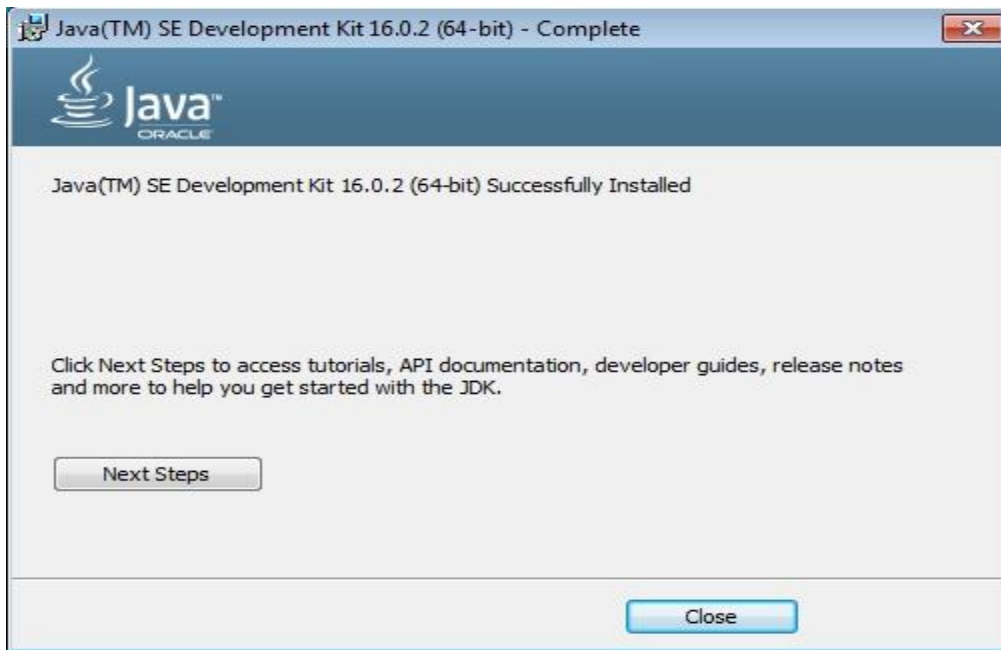 Java(TM) SE Development Kit 16.0.2 (64-bit) - Complete
Java™
ORACLE
Java(TM) SE Development Kit 16.0.2 (64-bit) Successfully Installed
Click Next Steps to access tutorials, API documentation, developer guides, release notes
and more to help you get started with the JDK.
Next Steps
Close